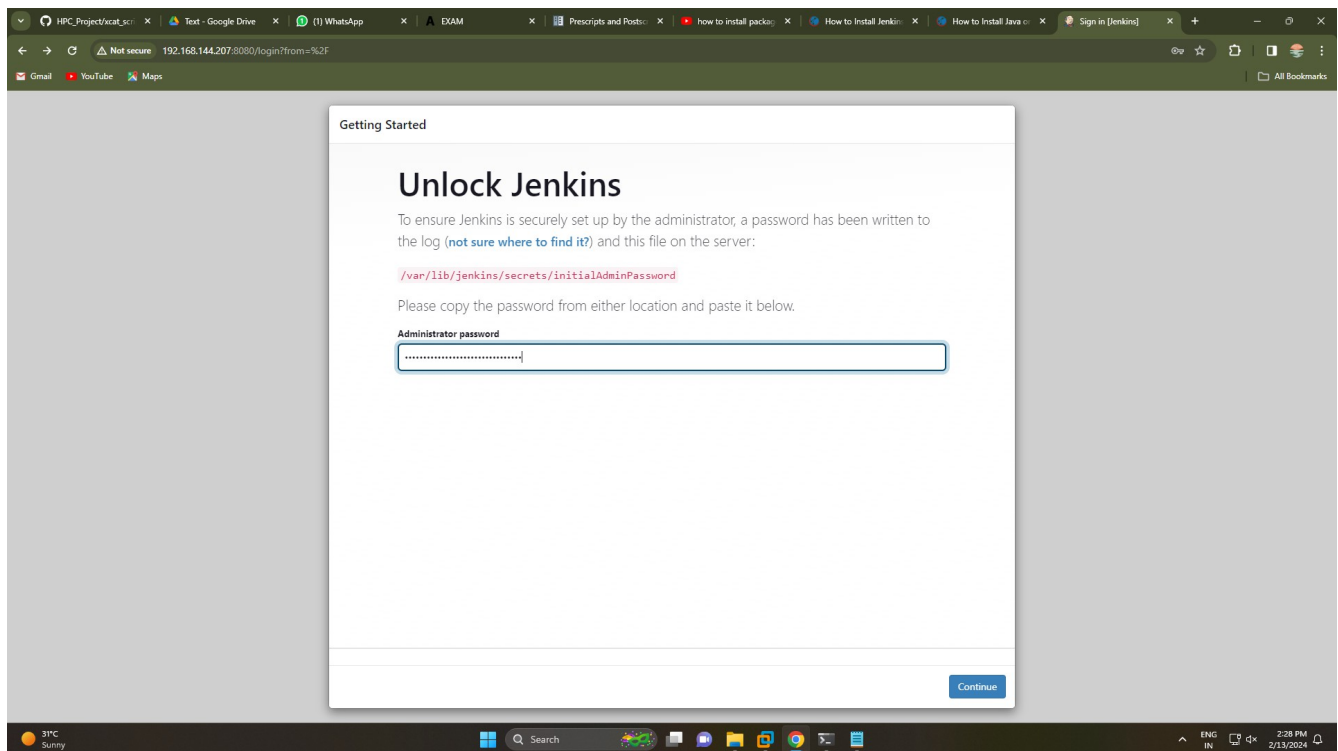 HPC_Project/xcat_scri
Text - Google Drive
(1) WhatsApp
EXAM
Prescripts and Postsc
how to install packag
How to Install Jenkin
How to Install Java o
Sign in [Jenkins]
Not secure 192.168.144.207:8080/login?from=%2F
Gmail YouTube Maps All Bookmarks
Getting Started
Unlock Jenkins
To ensure Jenkins is securely set up by the administrator, a password has been written to
the log (not sure where to find it?) and this file on the server:
/var/lib/jenkins/secrets/initialAdminPassword
Please copy the password from either location and paste it below.
Administrator password
Continue
31°C
Sunny
Search
ENG
IN
2:28 PM
2/13/2024